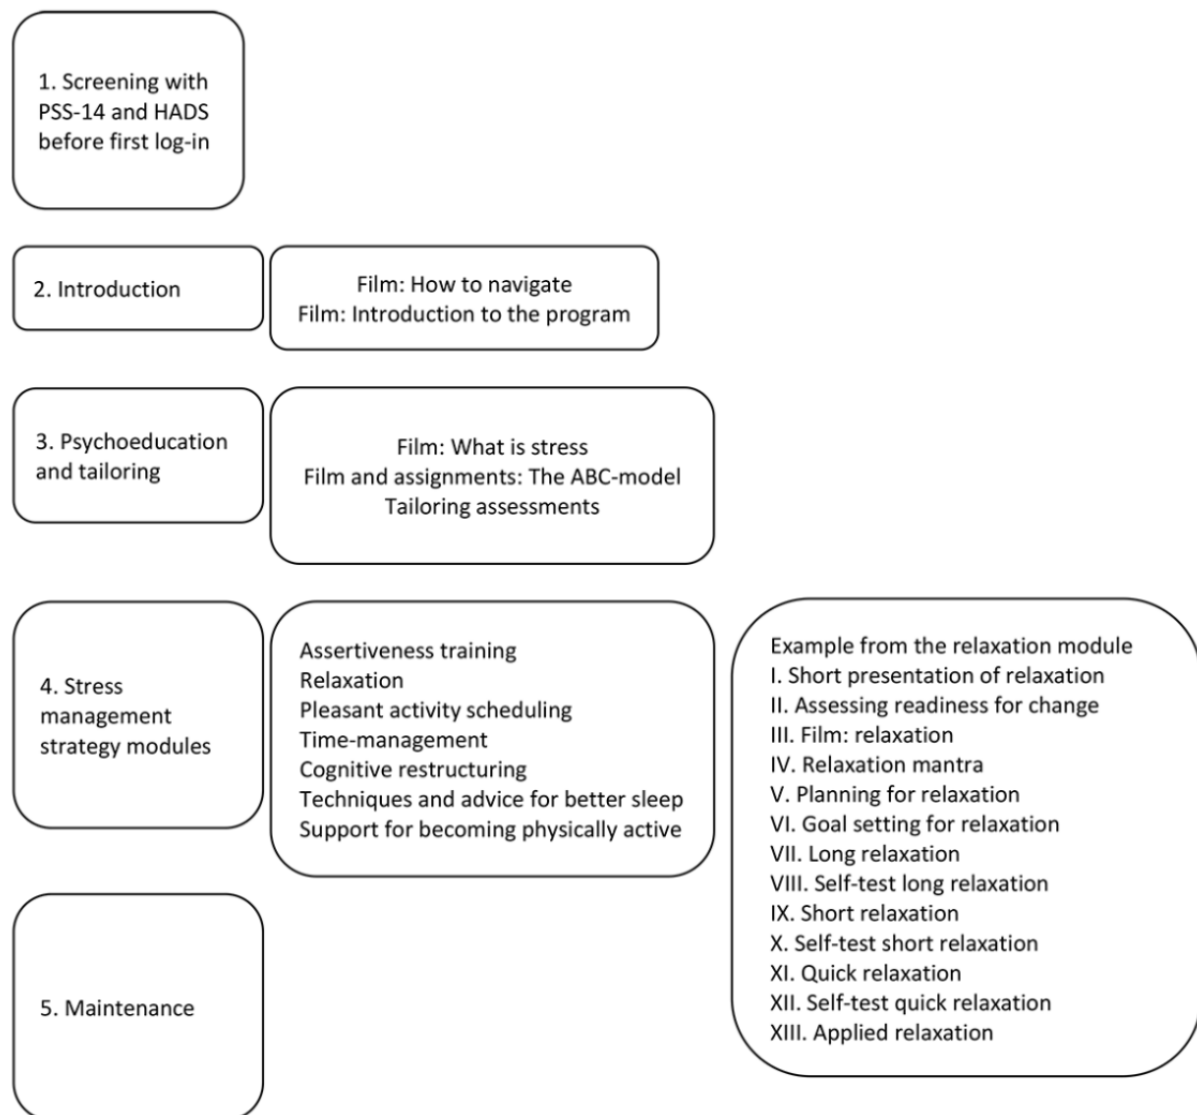 1. Screening with
PSS-14 and HADS
before first log-in
2. Introduction
Film: How to navigate
Film: Introduction to the program
3. Psychoeducation
and tailoring
Film: What is stress
Film and assignments: The ABC-model
Tailoring assessments
4. Stress
management
strategy modules
Assertiveness training
Relaxation
Pleasant activity scheduling
Time-management
Cognitive restructuring
Techniques and advice for better sleep
Support for becoming physically active
Example from the relaxation module
I. Short presentation of relaxation
II. Assessing readiness for change
III. Film: relaxation
IV. Relaxation mantra
V. Planning for relaxation
VI. Goal setting for relaxation
VII. Long relaxation
VIII. Self-test long relaxation
IX. Short relaxation
X. Self-test short relaxation
XI. Quick relaxation
XII. Self-test quick relaxation
XIII. Applied relaxation
5. Maintenance